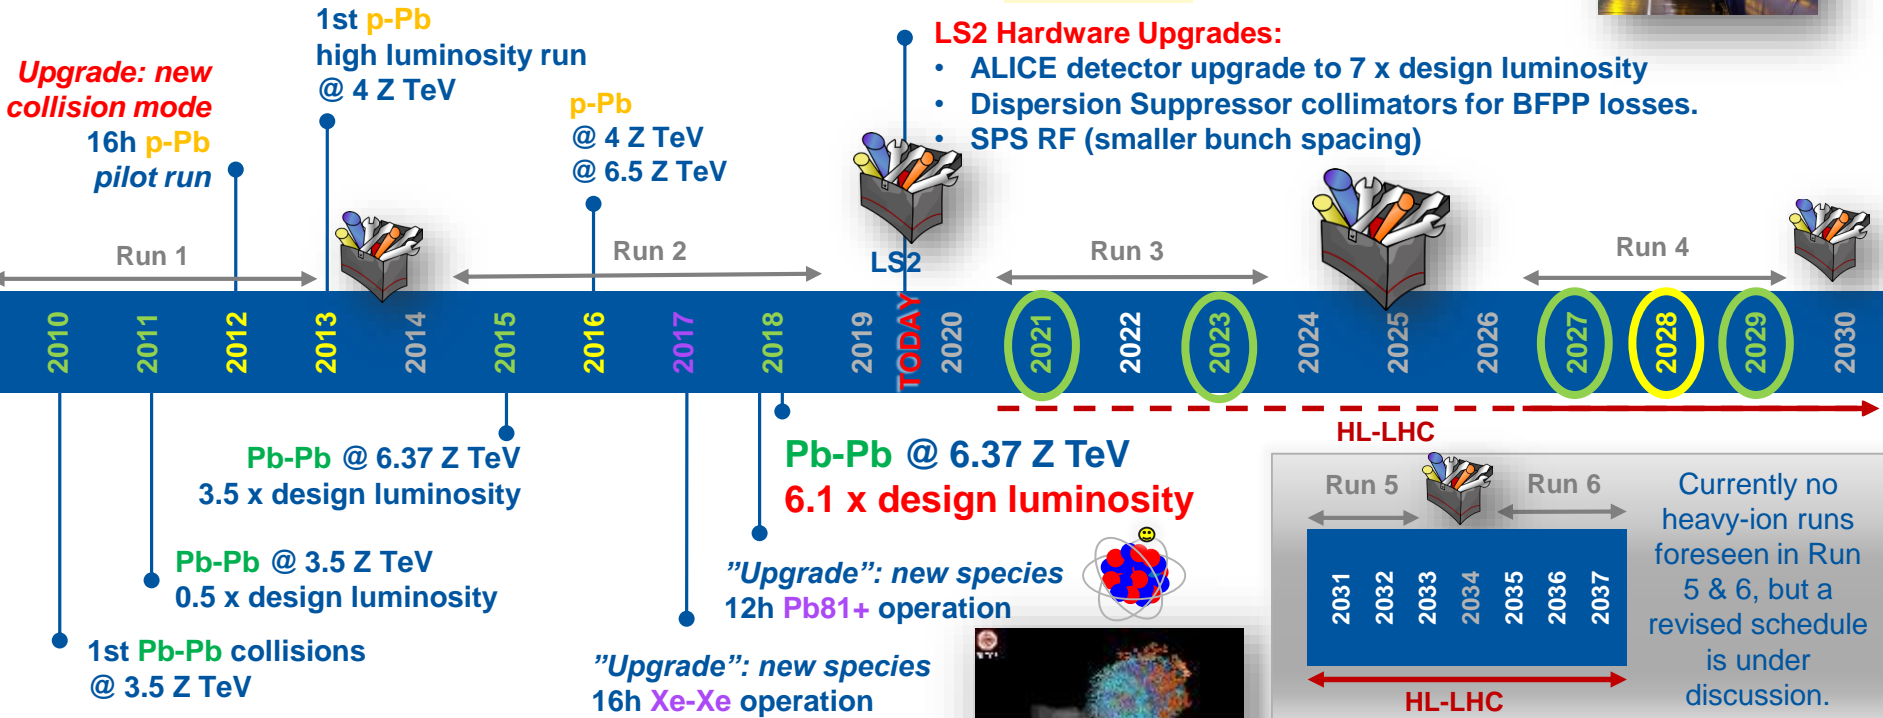 1st p-Pb
high luminosity run
@ 4 Z TeV
Upgrade: new
collision mode
16h p-Pb
pilot run
p-Pb
@ 4 Z TeV
@ 6.5 Z TeV
LS2 Hardware Upgrades:
• ALICE detector upgrade to 7 x design luminosity
• Dispersion Suppressor collimators for BFPP losses.
• SPS RF (smaller bunch spacing)
Run 1
Run 2
LS2
Run 3
Run 4
2010
2011
2012
2013
2014
2015
2016
2017
2018
2019
TODAY
2020
2021
2022
2023
2024
2025
2026
2027
2028
2029
2030
HL-LHC
Pb-Pb @ 6.37 Z TeV
3.5 x design luminosity
Pb-Pb @ 6.37 Z TeV
6.1 x design luminosity
Pb-Pb @ 3.5 Z TeV
0.5 x design luminosity
"Upgrade": new species
12h Pb81+ operation
1st Pb-Pb collisions
@ 3.5 Z TeV
"Upgrade": new species
16h Xe-Xe operation
Run 5
Run 6
2031
2032
2033
2034
2035
2036
2037
HL-LHC
Currently no
heavy-ion runs
foreseen in Run
5 & 6, but a
revised schedule
is under
discussion.